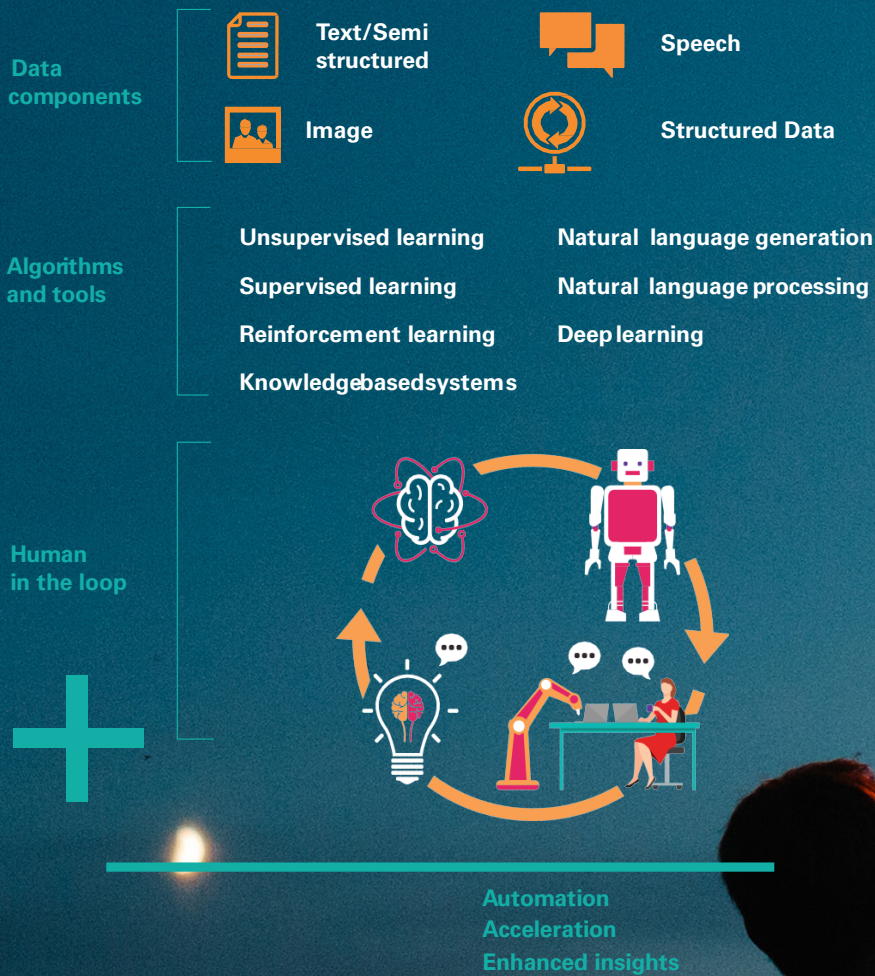 Data
components
Text/Semi
structured
Speech
Image
Structured Data
Algorithms
and tools
Unsupervised learning
Natural language generation
Supervised learning
Natural language processing
Reinforcement learning
Deep learning
Knowledgebasedsystems
Human
in the loop
Automation
Acceleration
Enhanced insights